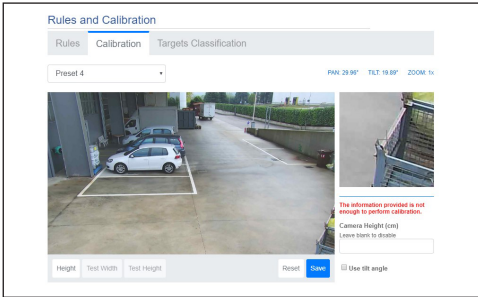 Rules and Calibration
Rules Calibration Targets Classification
Preset 4
PAN: 29.96° TILT: 19.89° ZOOM: 1x
The information provided is not
enough to perform calibration.
Camera Height (cm)
Leave blank to disable
Height Test Width Test Height Reset Save
Use tilt angle